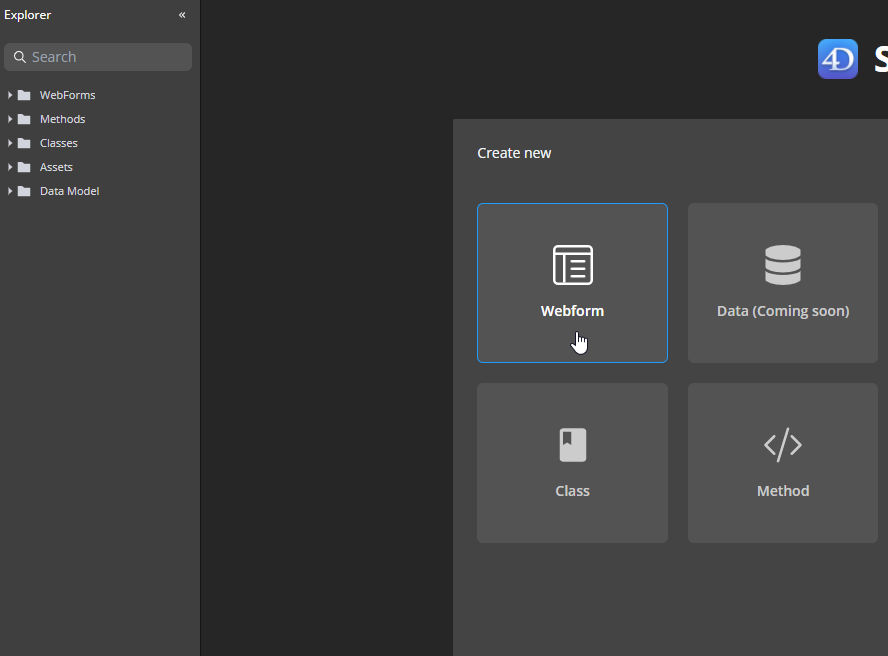 Explorer «
Search
WebForms
Methods
Classes
Assets
Data Model
4D S
Create new
Webform
Data (Coming soon)
Class
Method